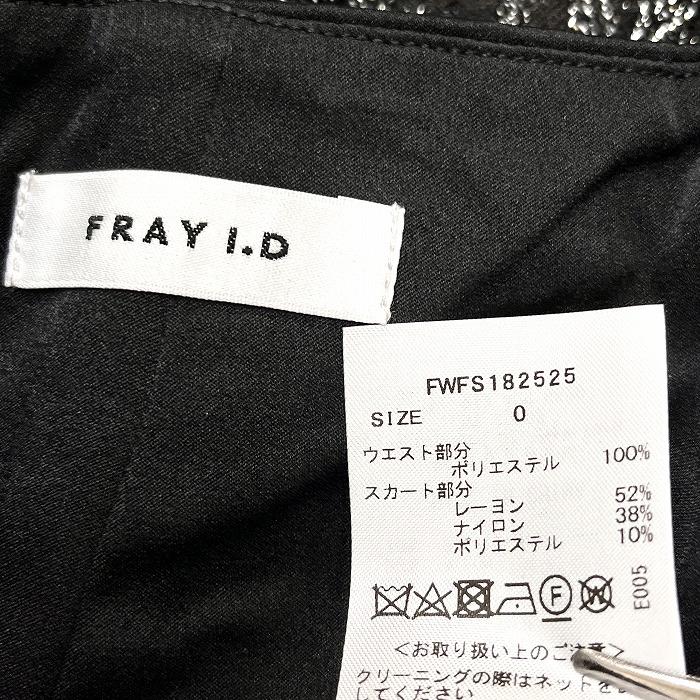 FRAY I.D
FWFS182525
SIZE 0
ウエスト部分
ポリエステル 100%
スカート部分
レーヨン 52%
ナイロン 38%
ポリエステル 10%
F W
E005
<お取り扱い上のご注意>
クリーニングの際はネットを
してください